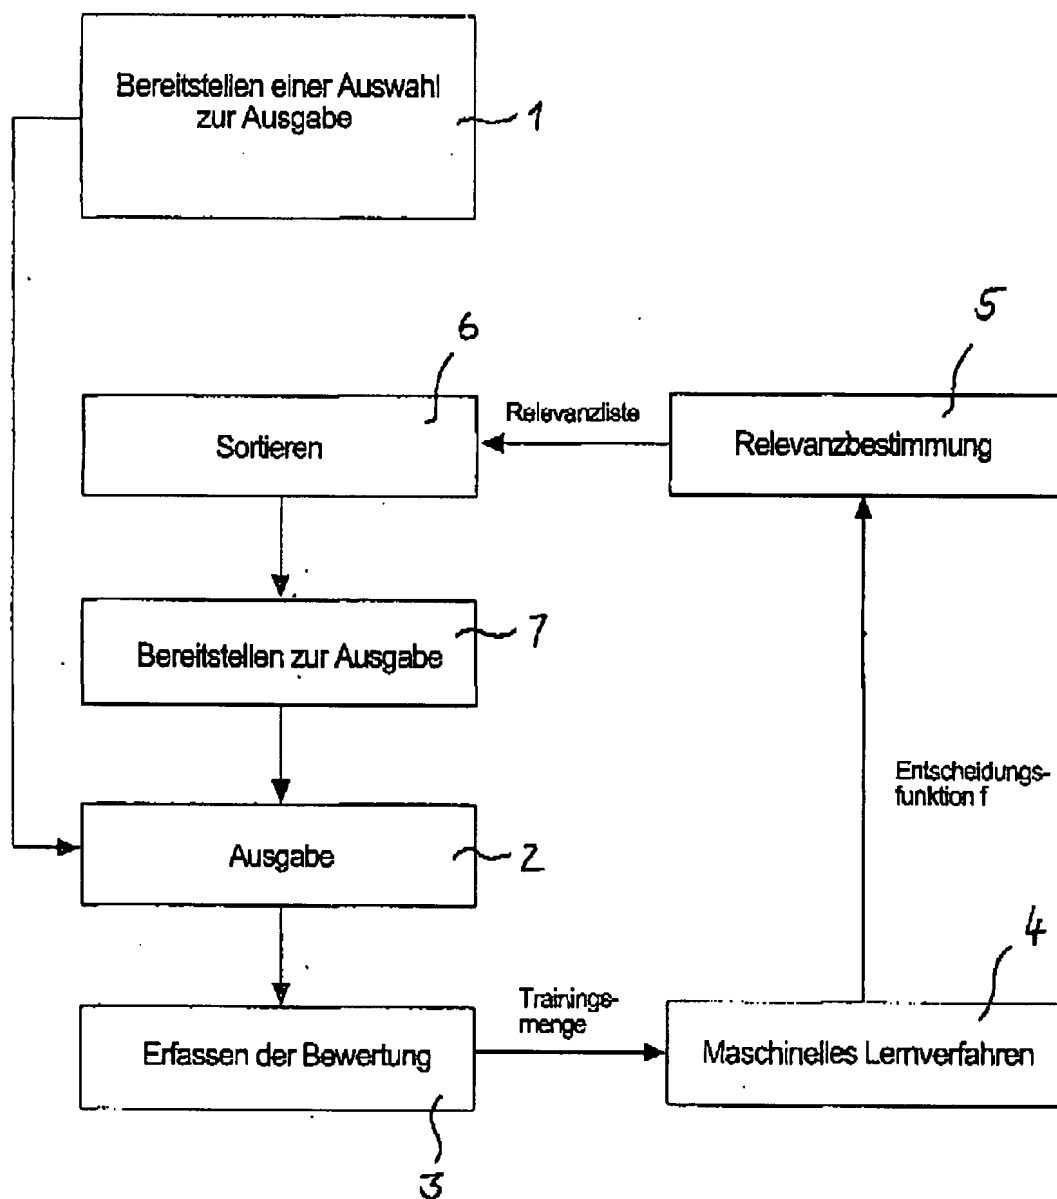 Bereitstellen einer Auswahl
zur Ausgabe
1
6
5
Relevanzliste
Sortieren
Relevanzbestimmung
7
Bereitstellen zur Ausgabe
Entscheidungs-
funktion f
Ausgabe
2
4
Trainings-
menge
Erfassen der Bewertung
Maschinelles Lernverfahren
3